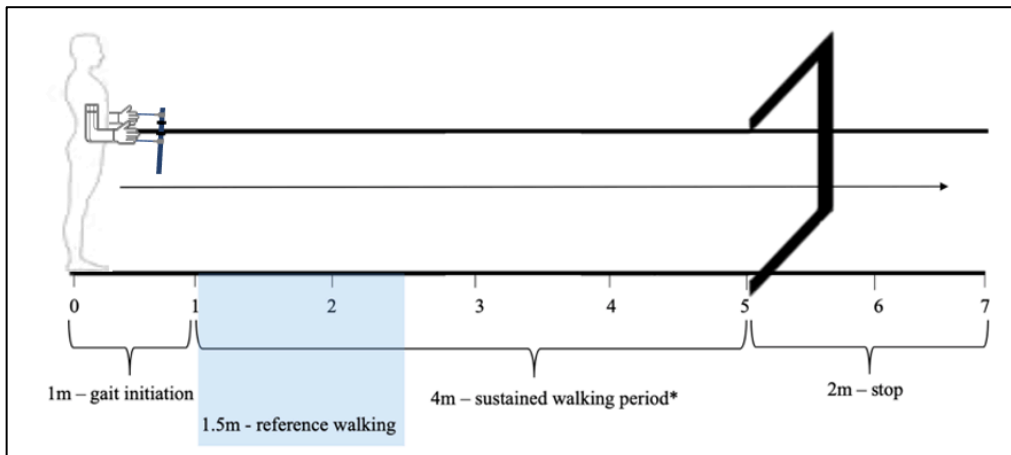 0 1 2 3 4 5 6 7
1m – gait initiation
4m – sustained walking period*
2m – stop
1.5m - reference walking